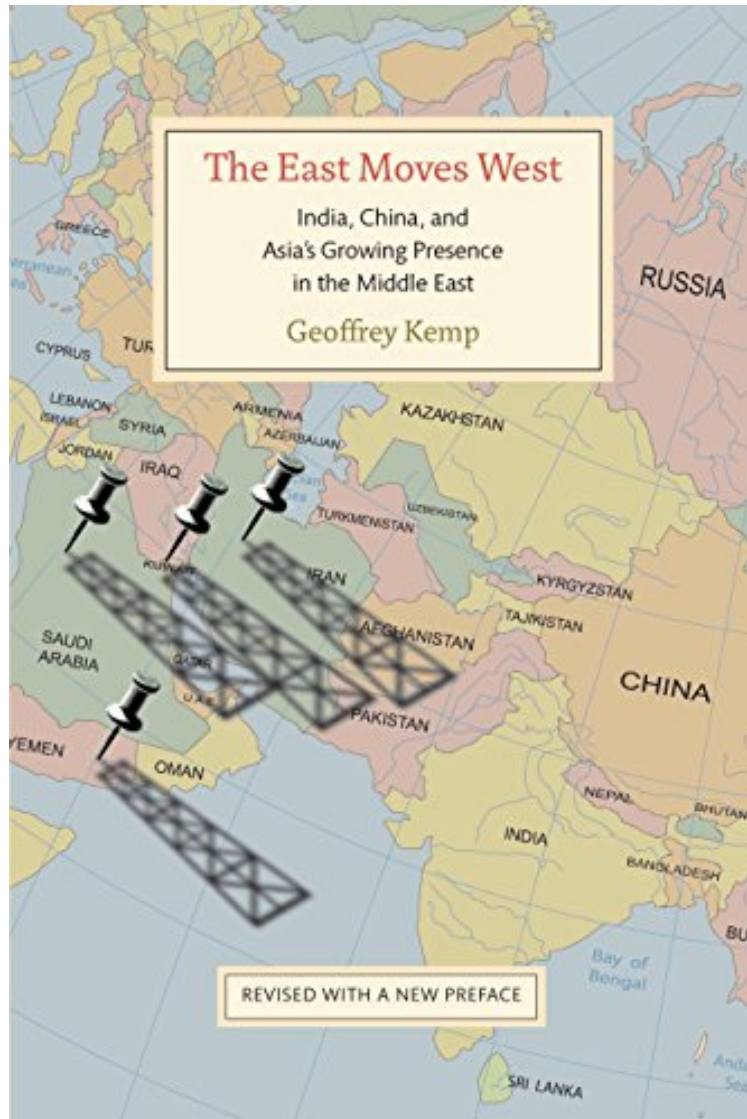 The East Moves West
India, China, and
Asia's Growing Presence
in the Middle East
Geoffrey Kemp
RUSSIA
GREECE
CYPRUS
LEBANON
ISRAEL
SYRIA
JORDAN
IRAQ
ARMENIA
AZERBAIJAN
KAZAKHSTAN
UZBEKISTAN
TURKMENISTAN
KYRGYZSTAN
TAJIKISTAN
KUWAIT
IRAN
AFGHANISTAN
CHINA
SAUDI
ARABIA
QATAR
U.A.E.
PAKISTAN
YEMEN
OMAN
NEPAL
BHUTAN
INDIA
BANGLADESH
BU
Bay of
Bengal
REVISED WITH A NEW PREFACE
SRI LANKA